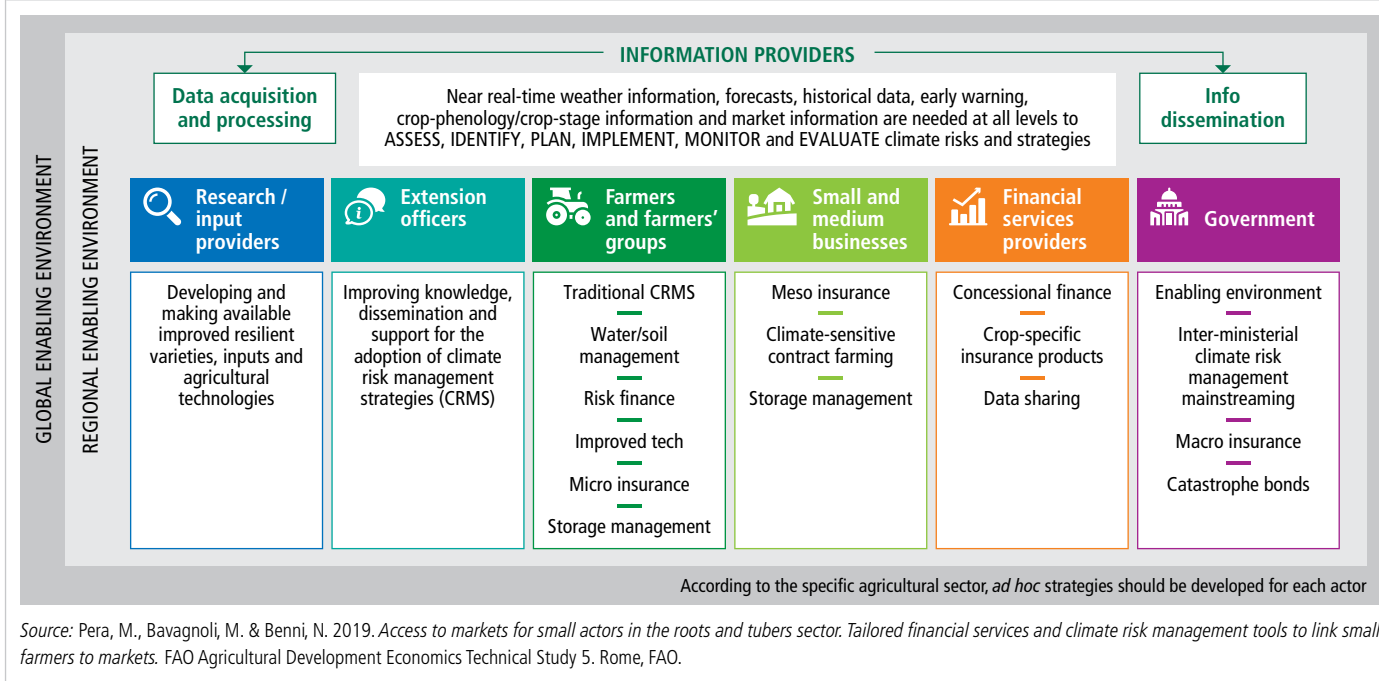 GLOBAL ENABLING ENVIRONMENT
REGIONAL ENABLING ENVIRONMENT
INFORMATION PROVIDERS
Data acquisition
and processing
Near real-time weather information, forecasts, historical data, early warning,
crop-phenology/crop-stage information and market information are needed at all levels to
ASSESS, IDENTIFY, PLAN, IMPLEMENT, MONITOR and EVALUATE climate risks and strategies
Info
dissemination
Research /
input
providers
Developing and
making available
improved resilient
varieties, inputs and
agricultural
technologies
Extension
officers
Improving knowledge,
dissemination and
support for the
adoption of climate
risk management
strategies (CRMS)
Farmers
and farmers’
groups
Traditional CRMS
Water/soil
management
Risk finance
Improved tech
Micro insurance
Storage management
Small and
medium
businesses
Meso insurance
Climate-sensitive
contract farming
Storage management
Financial
services
providers
Concessional finance
Crop-specific
insurance products
Data sharing
Government
Enabling environment
Inter-ministerial
climate risk
management
mainstreaming
Macro insurance
Catastrophe bonds
According to the specific agricultural sector, ad hoc strategies should be developed for each actor
Source: Pera, M., Bavagnoli, M. & Benni, N. 2019. Access to markets for small actors in the roots and tubers sector. Tailored financial services and climate risk management tools to link small
farmers to markets. FAO Agricultural Development Economics Technical Study 5. Rome, FAO.